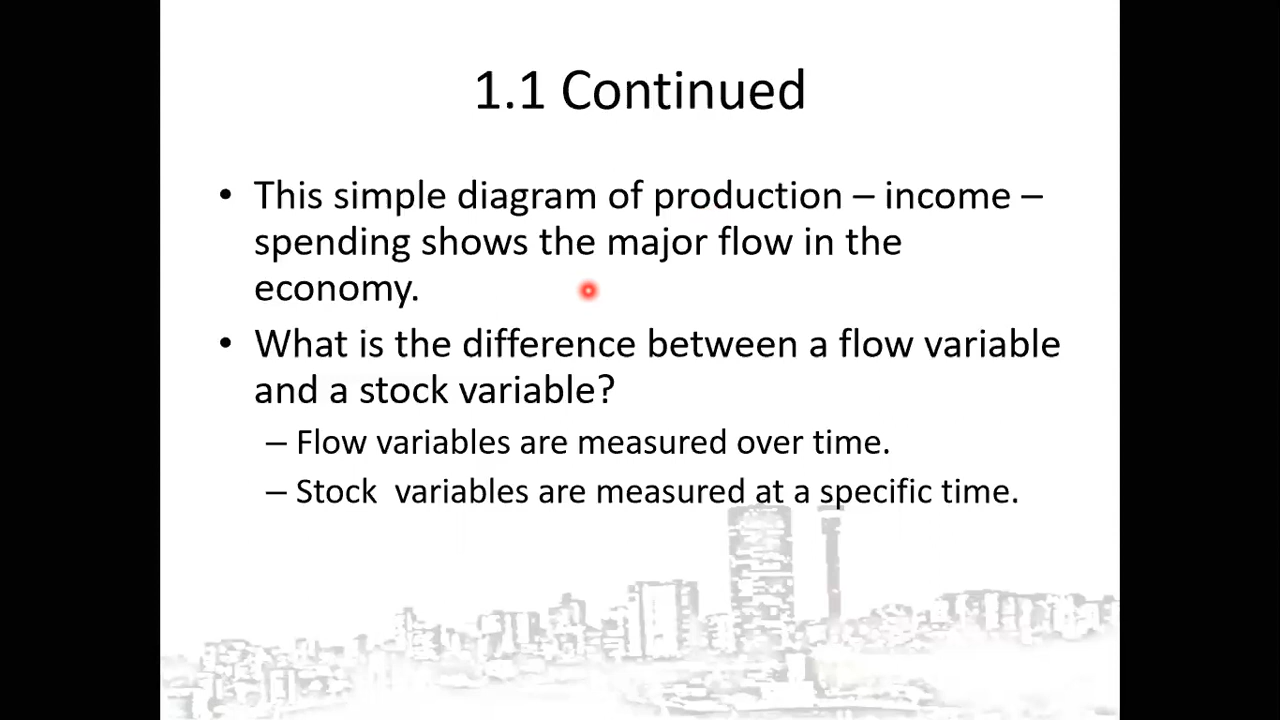 1.1 Continued
• This simple diagram of production – income –
spending shows the major flow in the
economy.
• What is the difference between a flow variable
and a stock variable?
– Flow variables are measured over time.
– Stock  variables are measured at a specific time.